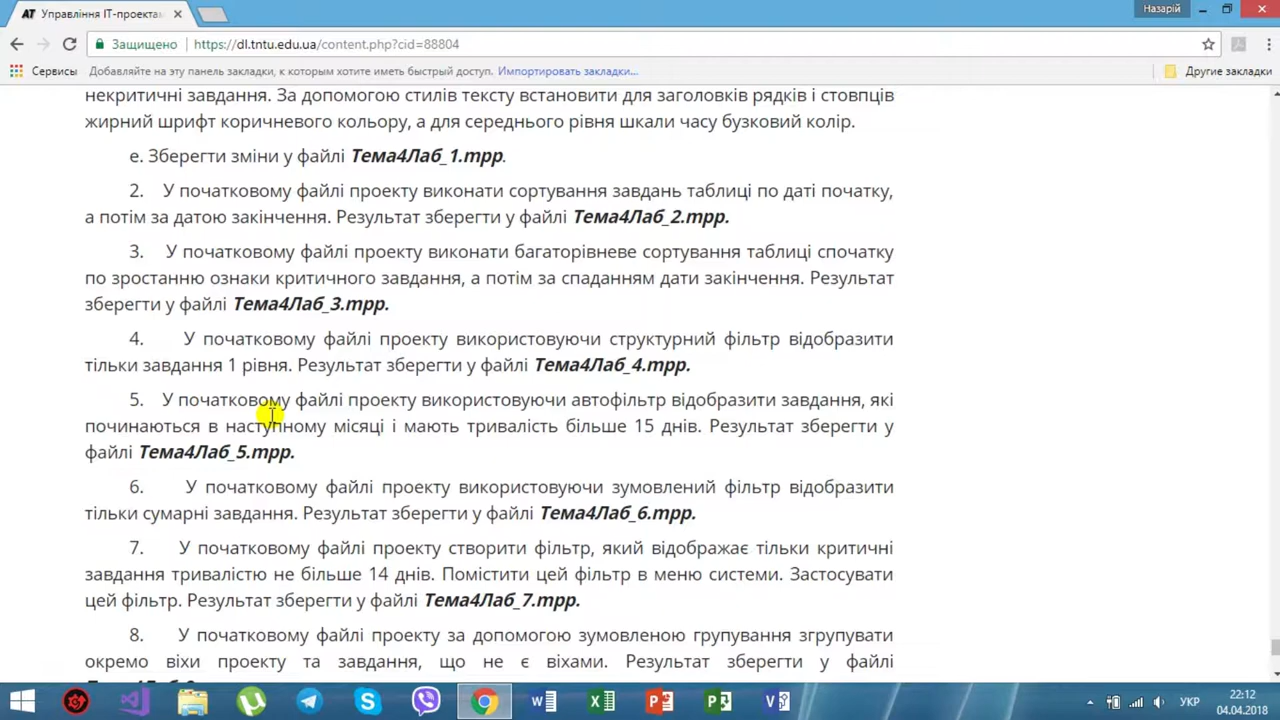 Управління ІТ-проектам
Назарій
Защищено
https://dl.tntu.edu.ua/content.php?cid=88804
Сервисы
Добавляйте на эту панель закладки, к которым хотите иметь быстрый доступ. Импортировать закладки...
Другие закладки
некритичні завдання. За допомогою стилів тексту встановити для заголовків рядків і стовпців
жирний шрифт коричневого кольору, а для середнього рівня шкали часу бузковий колір.
е. Зберегти зміни у файлі Тема4Лаб_1.mpp.
2. У початковому файлі проекту виконати сортування завдань таблиці по даті початку,
а потім за датою закінчення. Результат зберегти у файлі Тема4Лаб_2.mpp.
3. У початковому файлі проекту виконати багаторівневе сортування таблиці спочатку
по зростанню ознаки критичного завдання, а потім за спаданням дати закінчення. Результат
зберегти у файлі Тема4Лаб_3.mpp.
4. У початковому файлі проекту використовуючи структурний фільтр відобразити
тільки завдання 1 рівня. Результат зберегти у файлі Тема4Лаб_4.mpp.
5. У початковому файлі проекту використовуючи автофільтр відобразити завдання, які
починаються в наступному місяці і мають тривалість більше 15 днів. Результат зберегти у
файлі Тема4Лаб_5.mpp.
6. У початковому файлі проекту використовуючи зумовлений фільтр відобразити
тільки сумарні завдання. Результат зберегти у файлі Тема4Лаб_6.mpp.
7. У початковому файлі проекту створити фільтр, який відображає тільки критичні
завдання тривалістю не більше 14 днів. Помістити цей фільтр в меню системи. Застосувати
цей фільтр. Результат зберегти у файлі Тема4Лаб_7.mpp.
8. У початковому файлі проекту за допомогою зумовленою групування згрупувати
окремо віхи проекту та завдання, що не є віхами. Результат зберегти у файлі
УКР
22:12
04.04.2018